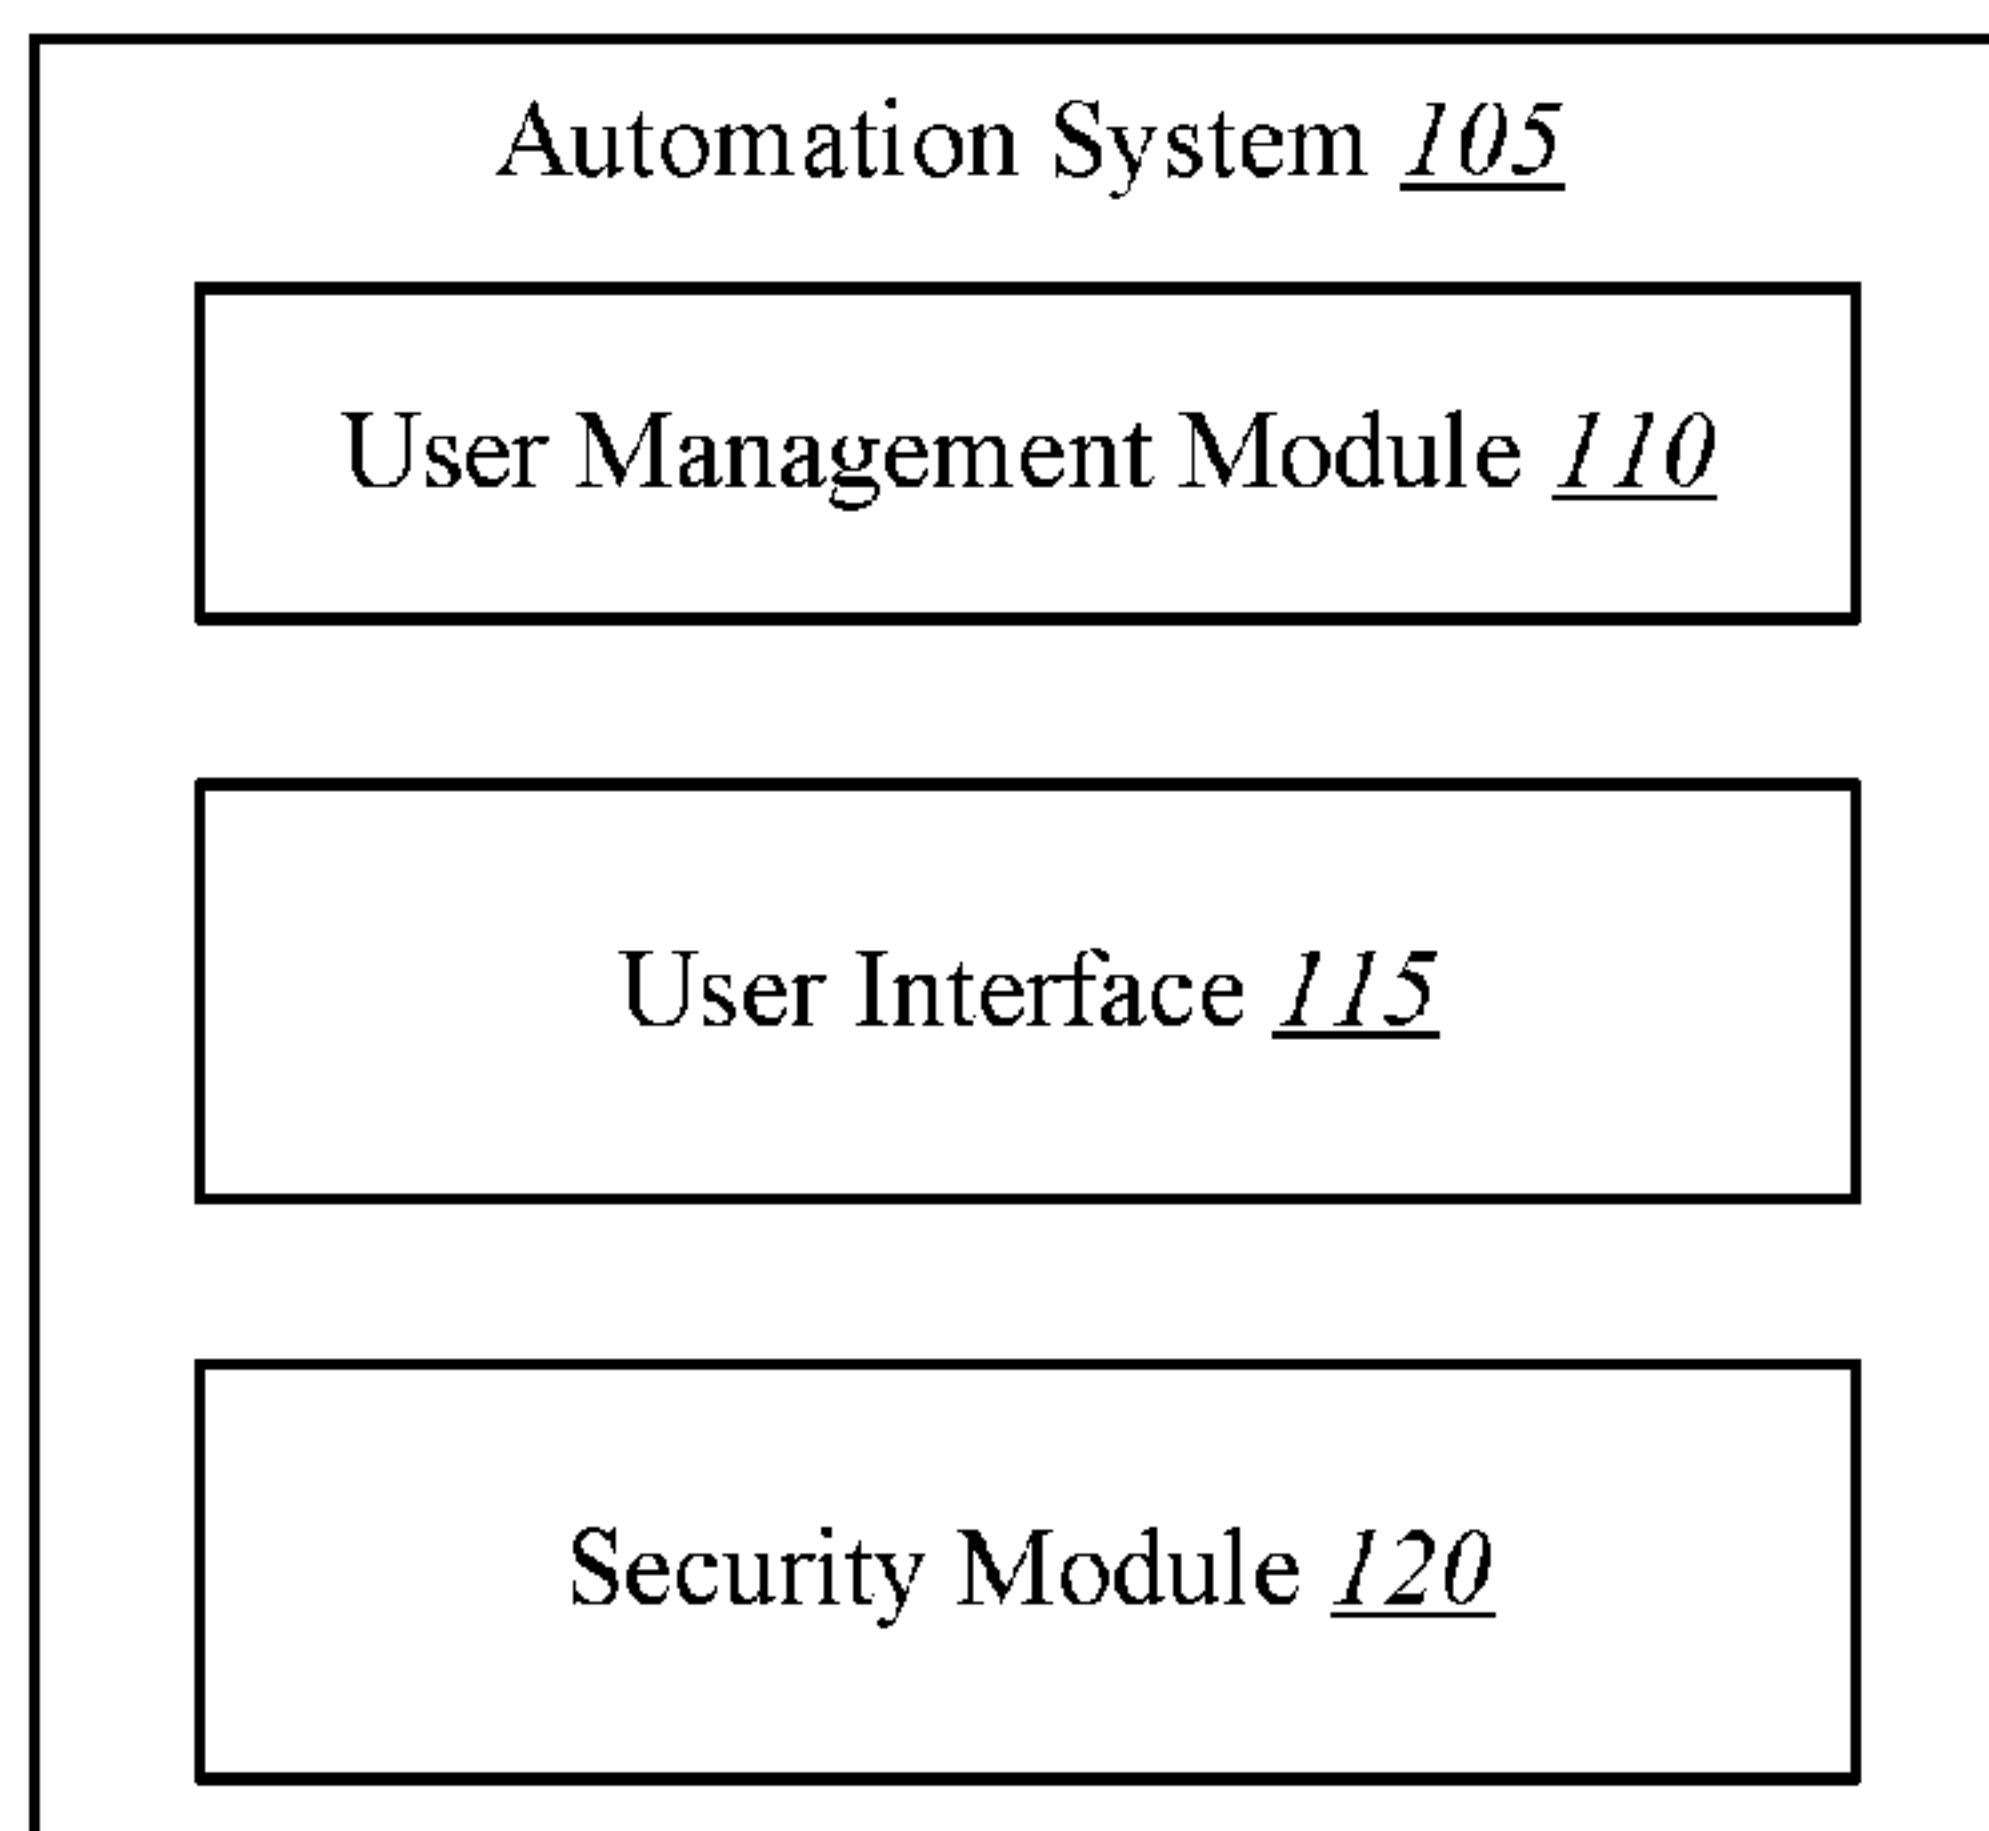 Automation System 105
User Management Module 110
User Interface 115
Security Module 120